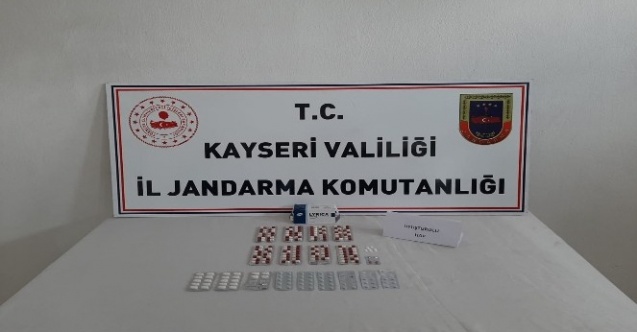 T.C.
KAYSERİ VALİLİĞİ
İL JANDARMA KOMUTANLIĞI
LYRICA